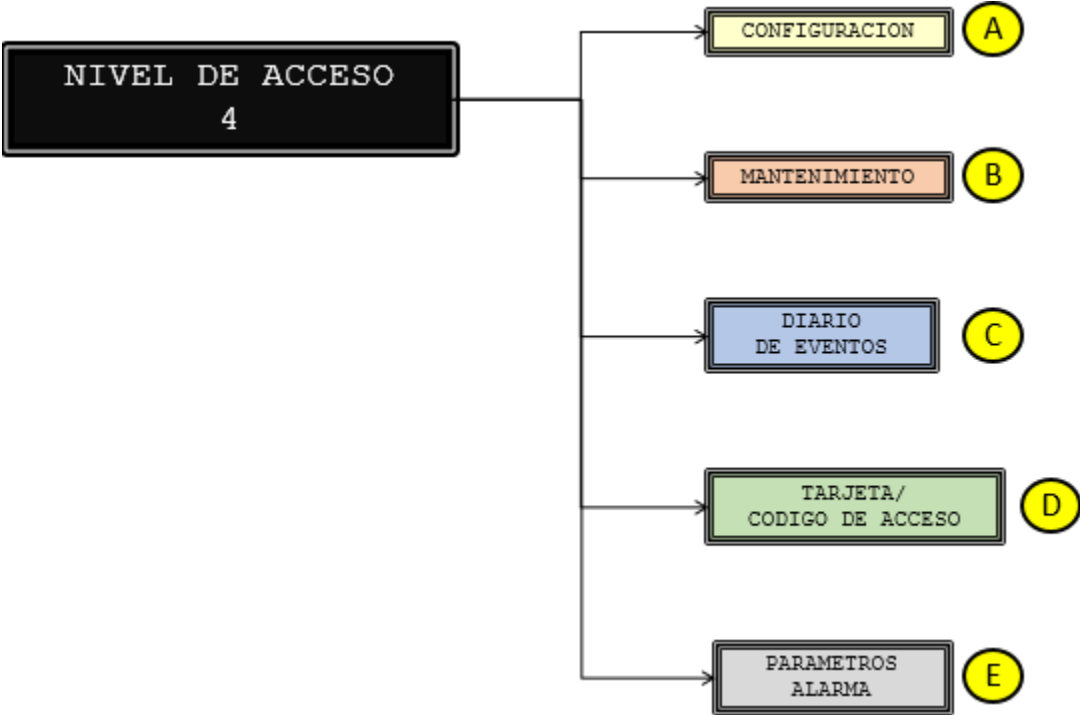 NIVEL DE ACCESO
4
CONFIGURACION
A
MANTENIMIENTO
B
DIARIO
DE EVENTOS
C
TARJETA/
CODIGO DE ACCESO
D
PARAMETROS
ALARMA
E